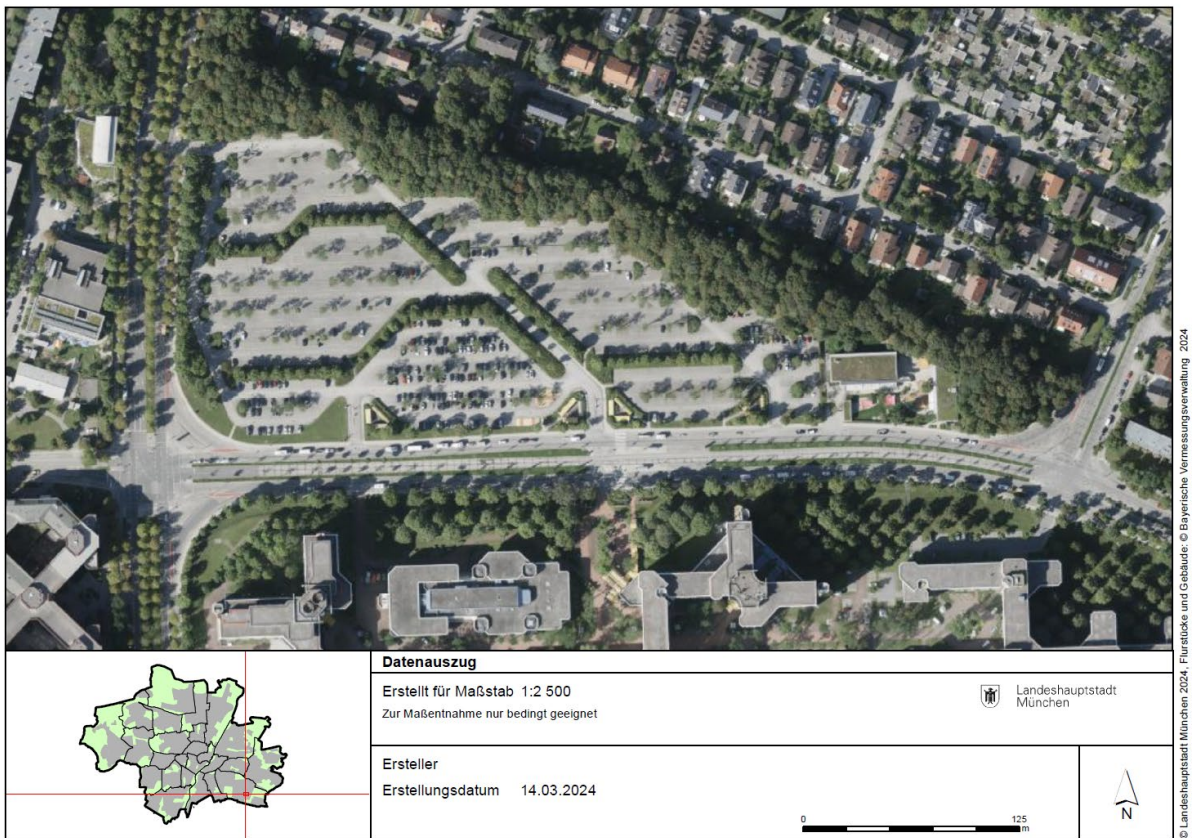 Datenauszug
Erstellt für Maßstab 1:2 500
Zur Maßentnahme nur bedingt geeignet
Landeshauptstadt
München
Ersteller
Erstellungsdatum 14.03.2024
0 125
m
N
© Landeshauptstadt München 2024, Flurstücke und Gebäude: © Bayerische Vermessungsverwaltung 2024